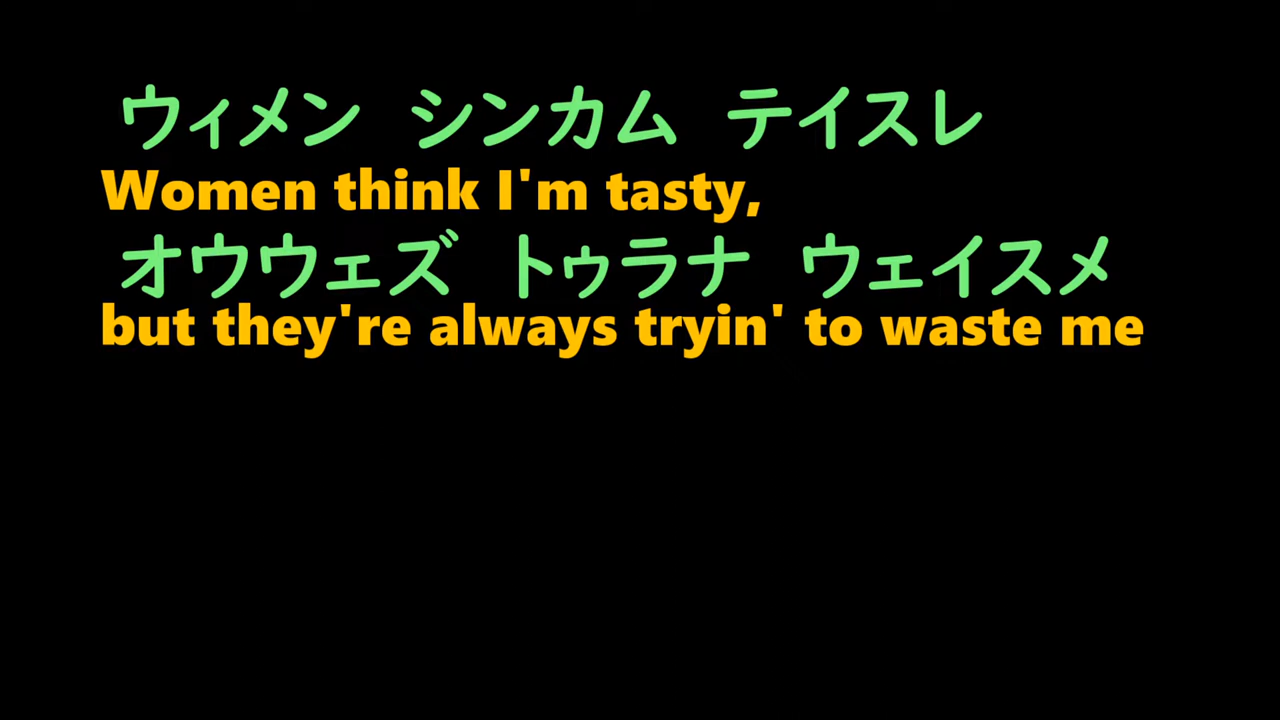 ウィメン　シンカム　テイスレ
Women think I'm tasty,
オウウェズ　トゥラナ　ウェイスメ
but they're always tryin' to waste me